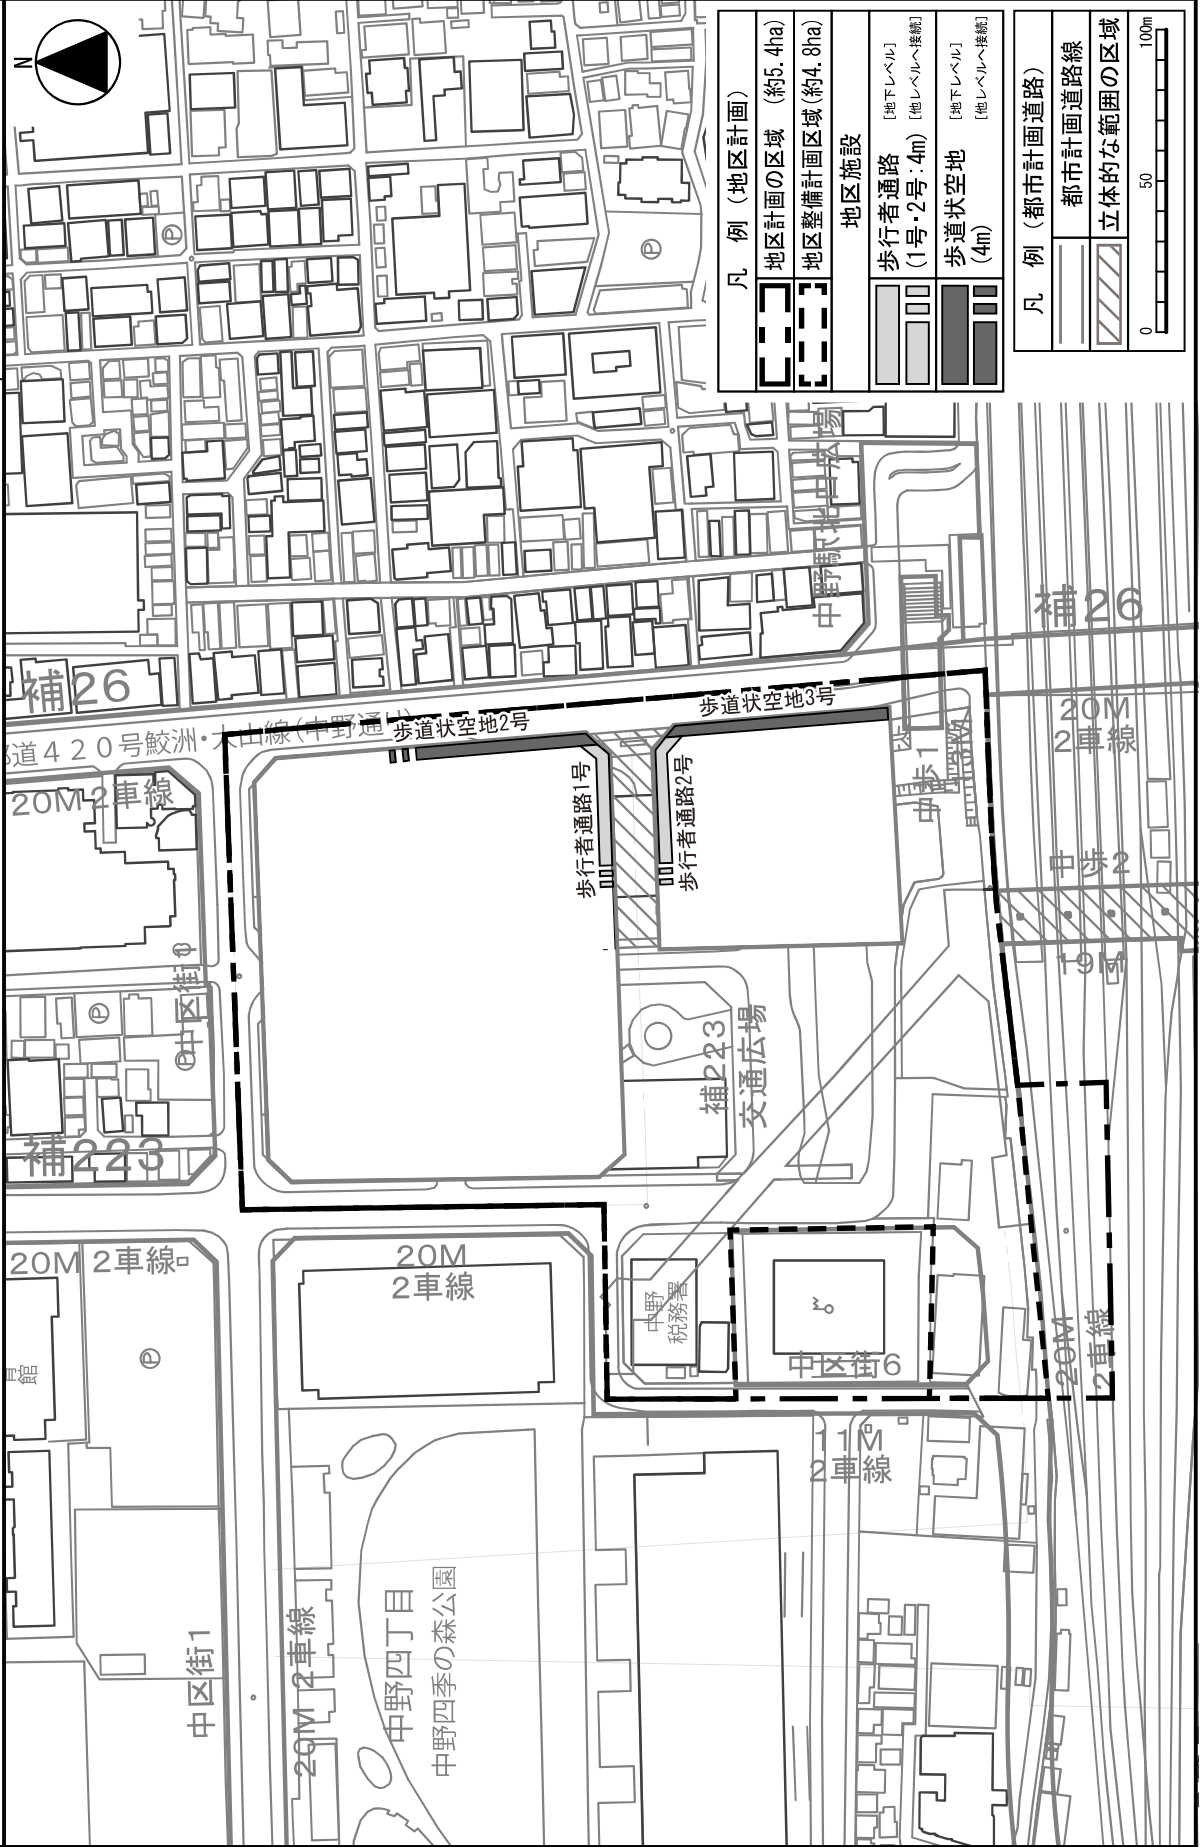 N
凡　例（地区計画）
地区計画の区域　(約5.4ha)
地区整備計画区域(約4.8ha)
地区施設
歩行者通路
(1号・2号：4m)
［地下レベル］
［他レベルへ接続］
歩道状空地
(4m)
［地下レベル］
［他レベルへ接続］
凡　例（都市計画道路）
都市計画道路線
立体的な範囲の区域
0
50
100m
補26
道４２０号鮫洲・大山線(中野通り)
20M 2車線
歩道状空地2号
歩道状空地3号
歩行者通路1号
歩行者通路2号
中野駅北口広場
補26
20M
2車線
中歩1
中歩2
19M
中区街
補223
交通広場
補223
20M 2車線
20M
2車線
中野
税務署
中区街6
20M
2車線
11M
2車線
館
中区街1
20M 2車線
中野四丁目
中野四季の森公園
P
P
P
P
P